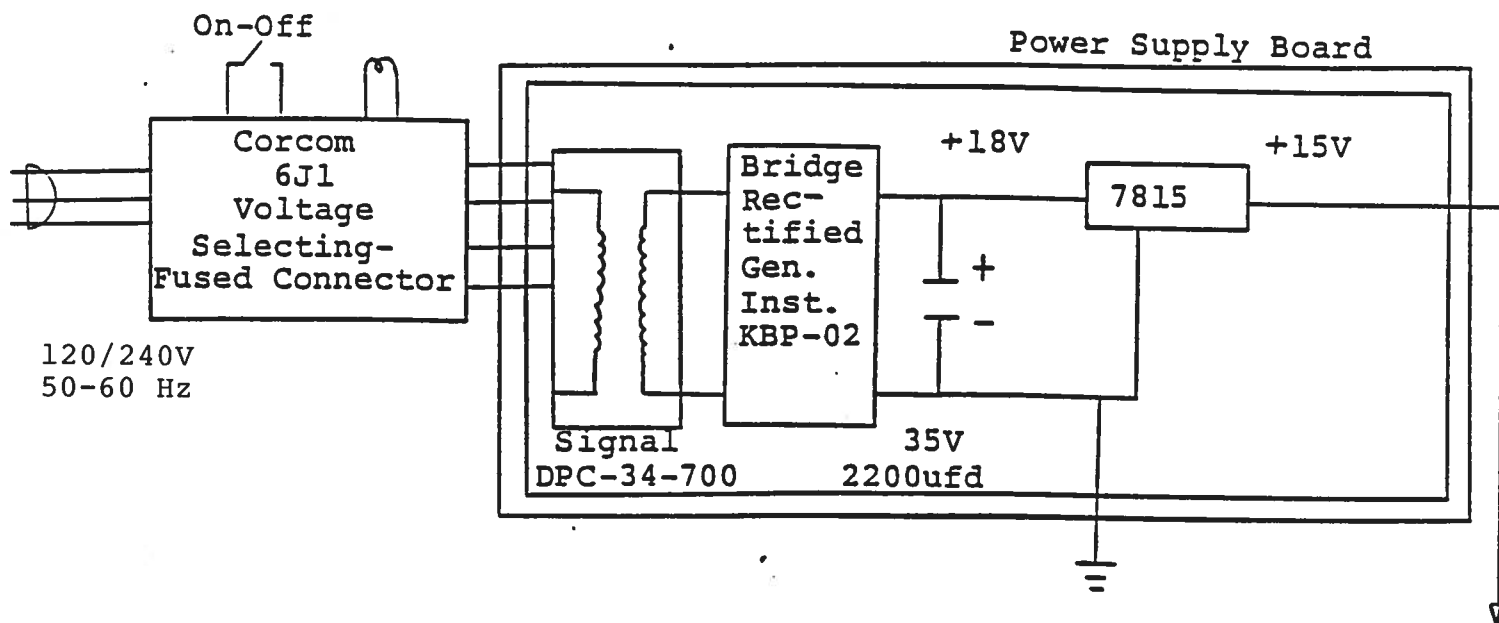 On-Off
Power Supply Board
Corcom
6J1
Voltage
Selecting-
Fused Connector
120/240V
50-60 Hz
Signal
DPC-34-700
Bridge
Rec-
tified
Gen.
Inst.
KBP-02
+18V
+
-
35V
2200ufd
7815
+15V